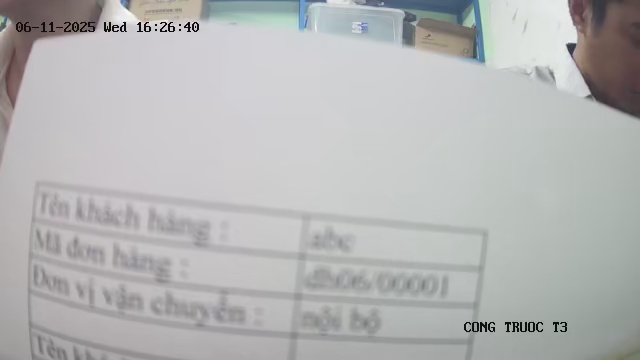 06-11-2025 Wed 16:26:40
Tên khách hàng : abc
Mã đơn hàng : dh06/00001
Đơn vị vận chuyển : nội bộ
Tên
CONG TRUOC T3